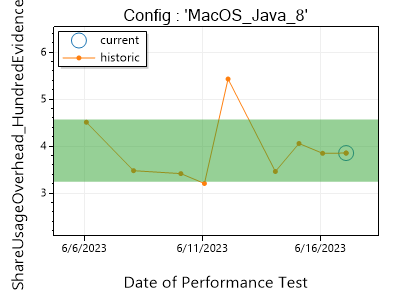 Config : 'MacOS_Java_8'
current
historic
ShareUsageOverhead_HundredEvidence
6
5
4
3
6/6/2023
6/11/2023
6/16/2023
Date of Performance Test